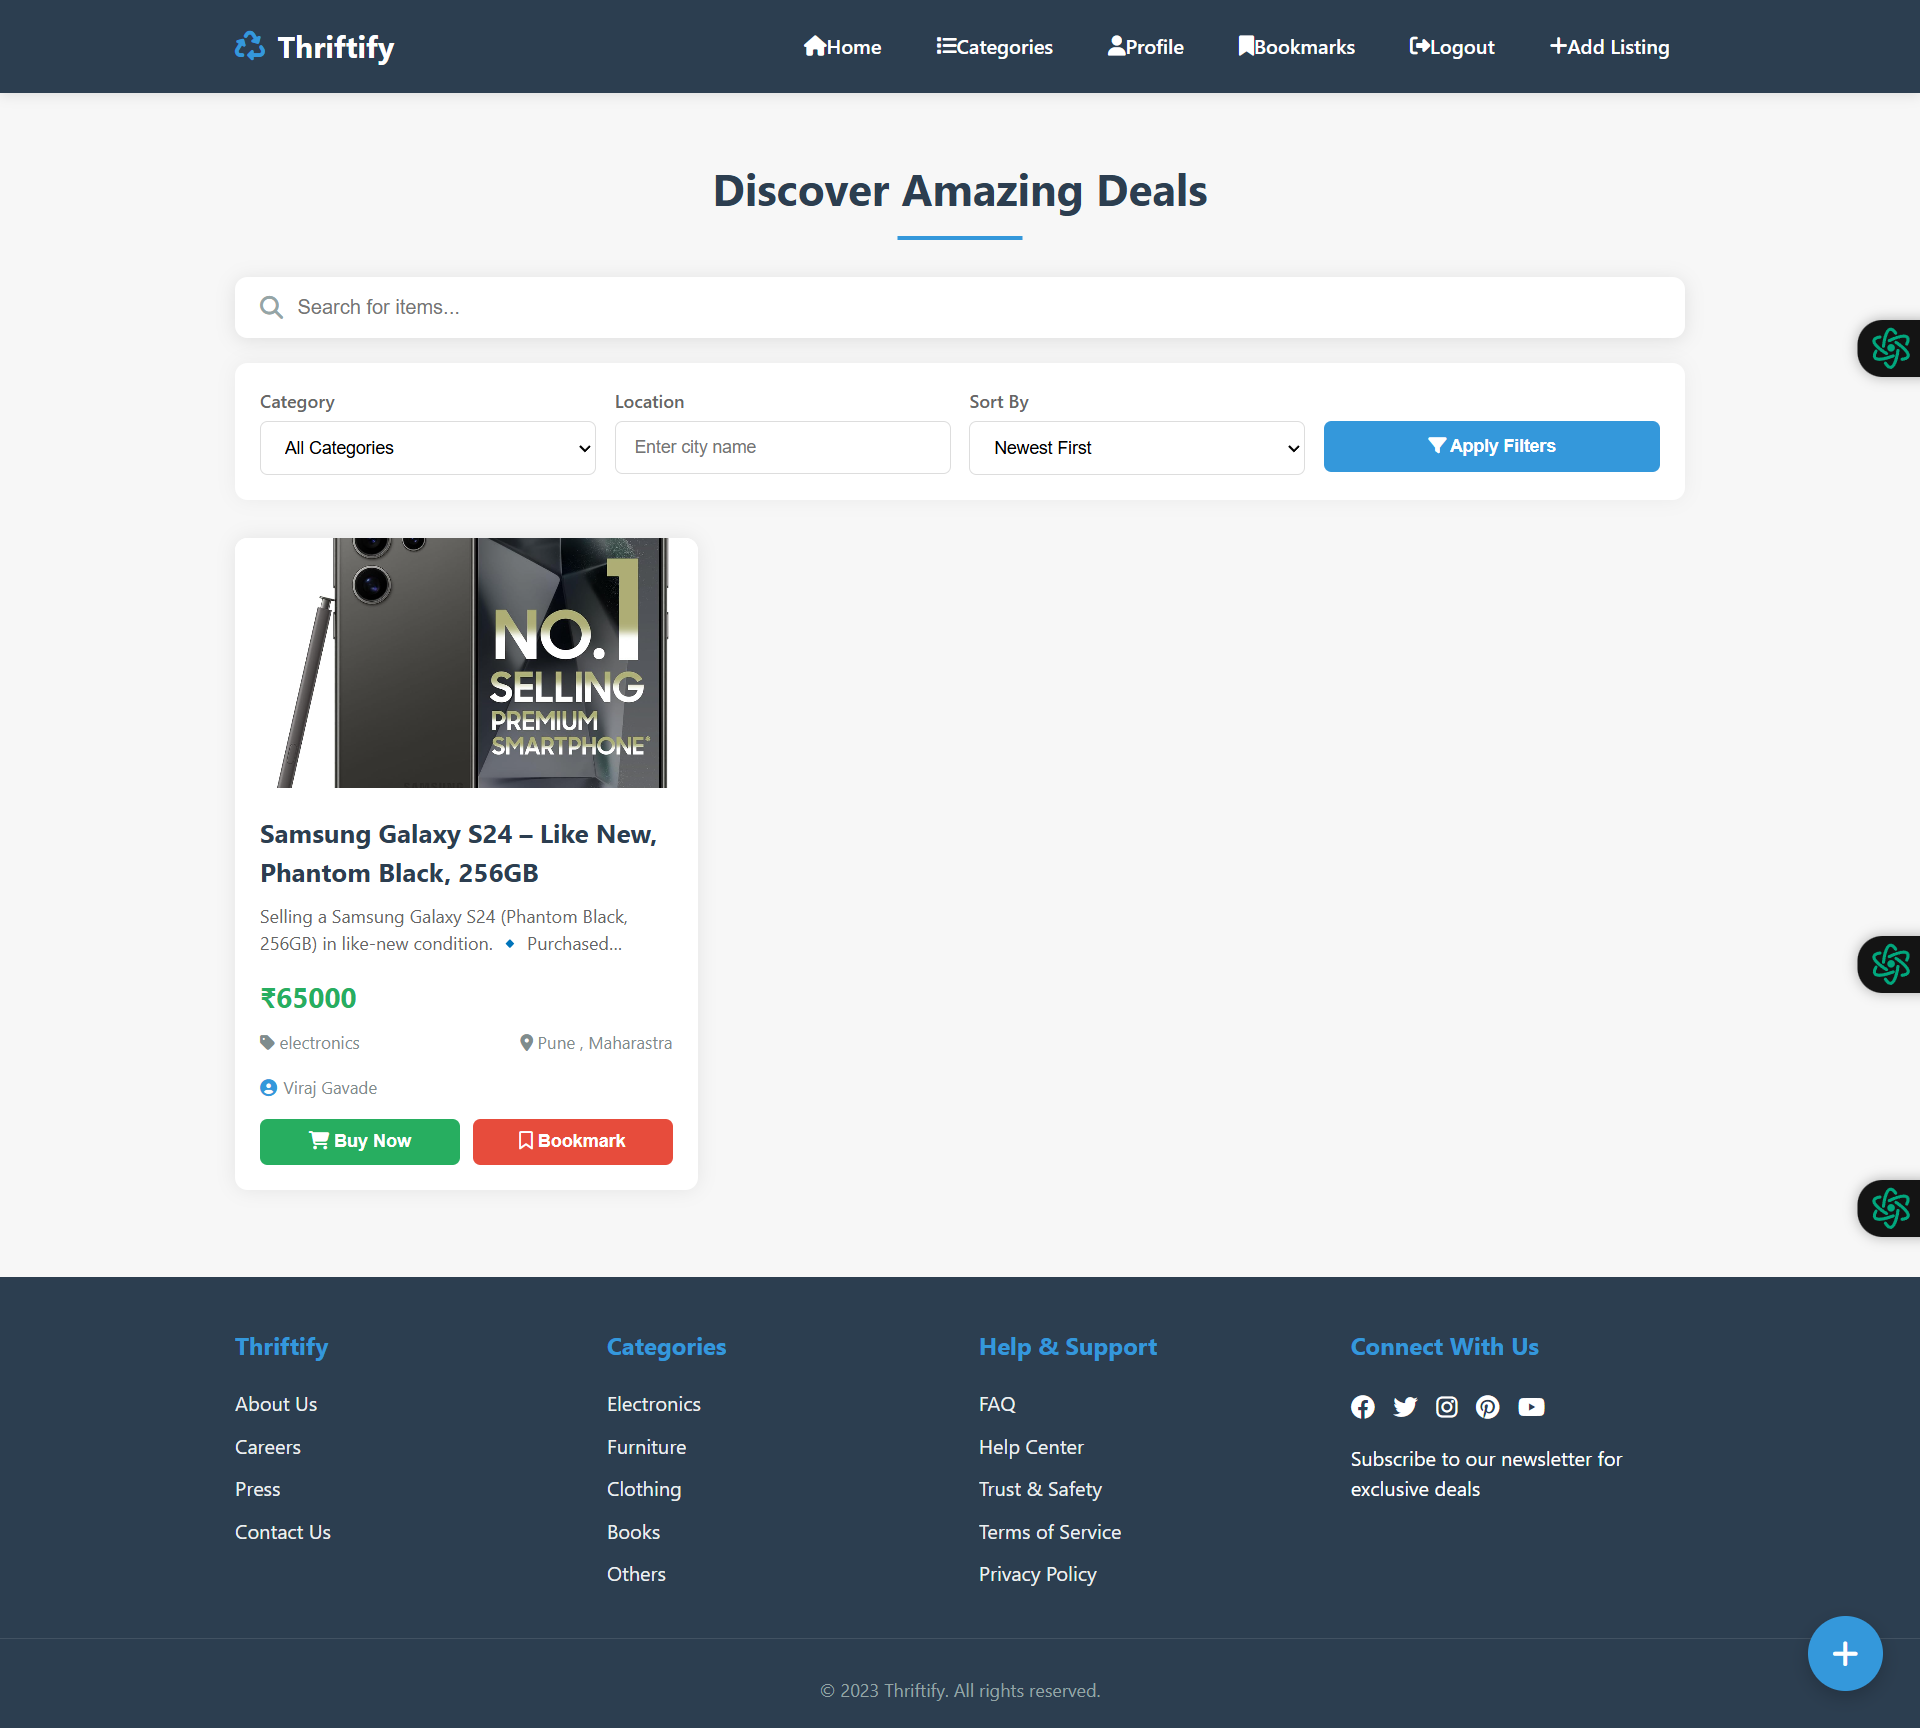 Thriftify
Home
Categories
Profile
Bookmarks
Logout
Add Listing
Discover Amazing Deals
Search for items...
Category
Location
Sort By
All Categories
Enter city name
Newest First
Apply Filters
NO.1
SELLING
PREMIUM
SMARTPHONE*
Samsung Galaxy S24 – Like New,
Phantom Black, 256GB
Selling a Samsung Galaxy S24 (Phantom Black,
256GB) in like-new condition. 🔹 Purchased...
₹65000
electronics
Pune , Maharastra
Viraj Gavade
Buy Now
Bookmark
Thriftify
About Us
Careers
Press
Contact Us
Categories
Electronics
Furniture
Clothing
Books
Others
Help & Support
FAQ
Help Center
Trust & Safety
Terms of Service
Privacy Policy
Connect With Us
Subscribe to our newsletter for
exclusive deals
© 2023 Thriftify. All rights reserved.